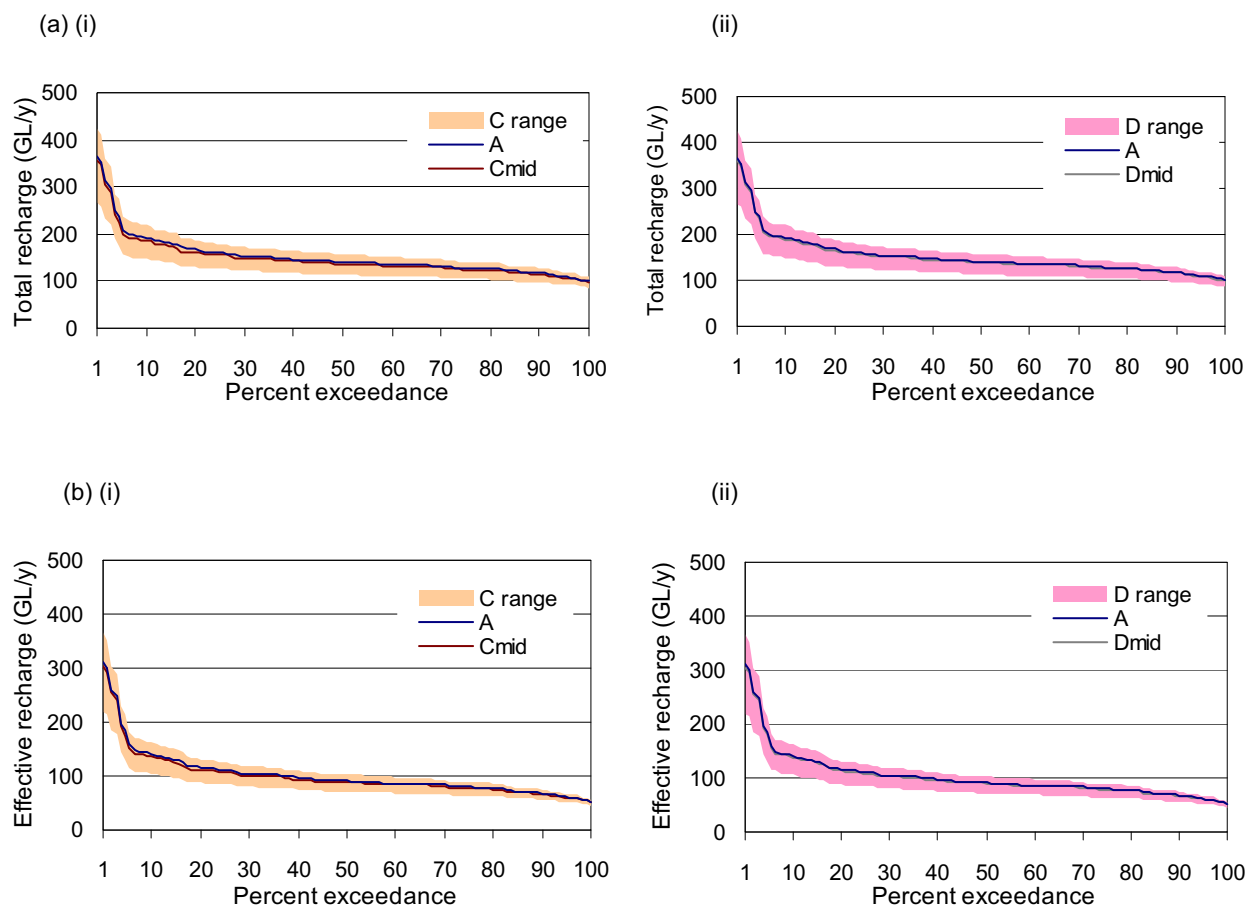 (a) (i)
Total recharge (GL/y)
500
400
300
200
100
0
C range
A
Cmid
1 10 20 30 40 50 60 70 80 90 100
Percent exceedance
(ii)
Total recharge (GL/y)
500
400
300
200
100
0
D range
A
Dmid
1 10 20 30 40 50 60 70 80 90 100
Percent exceedance
(b) (i)
Effective recharge (GL/y)
500
400
300
200
100
0
C range
A
Cmid
1 10 20 30 40 50 60 70 80 90 100
Percent exceedance
(ii)
Effective recharge (GL/y)
500
400
300
200
100
0
D range
A
Dmid
1 10 20 30 40 50 60 70 80 90 100
Percent exceedance